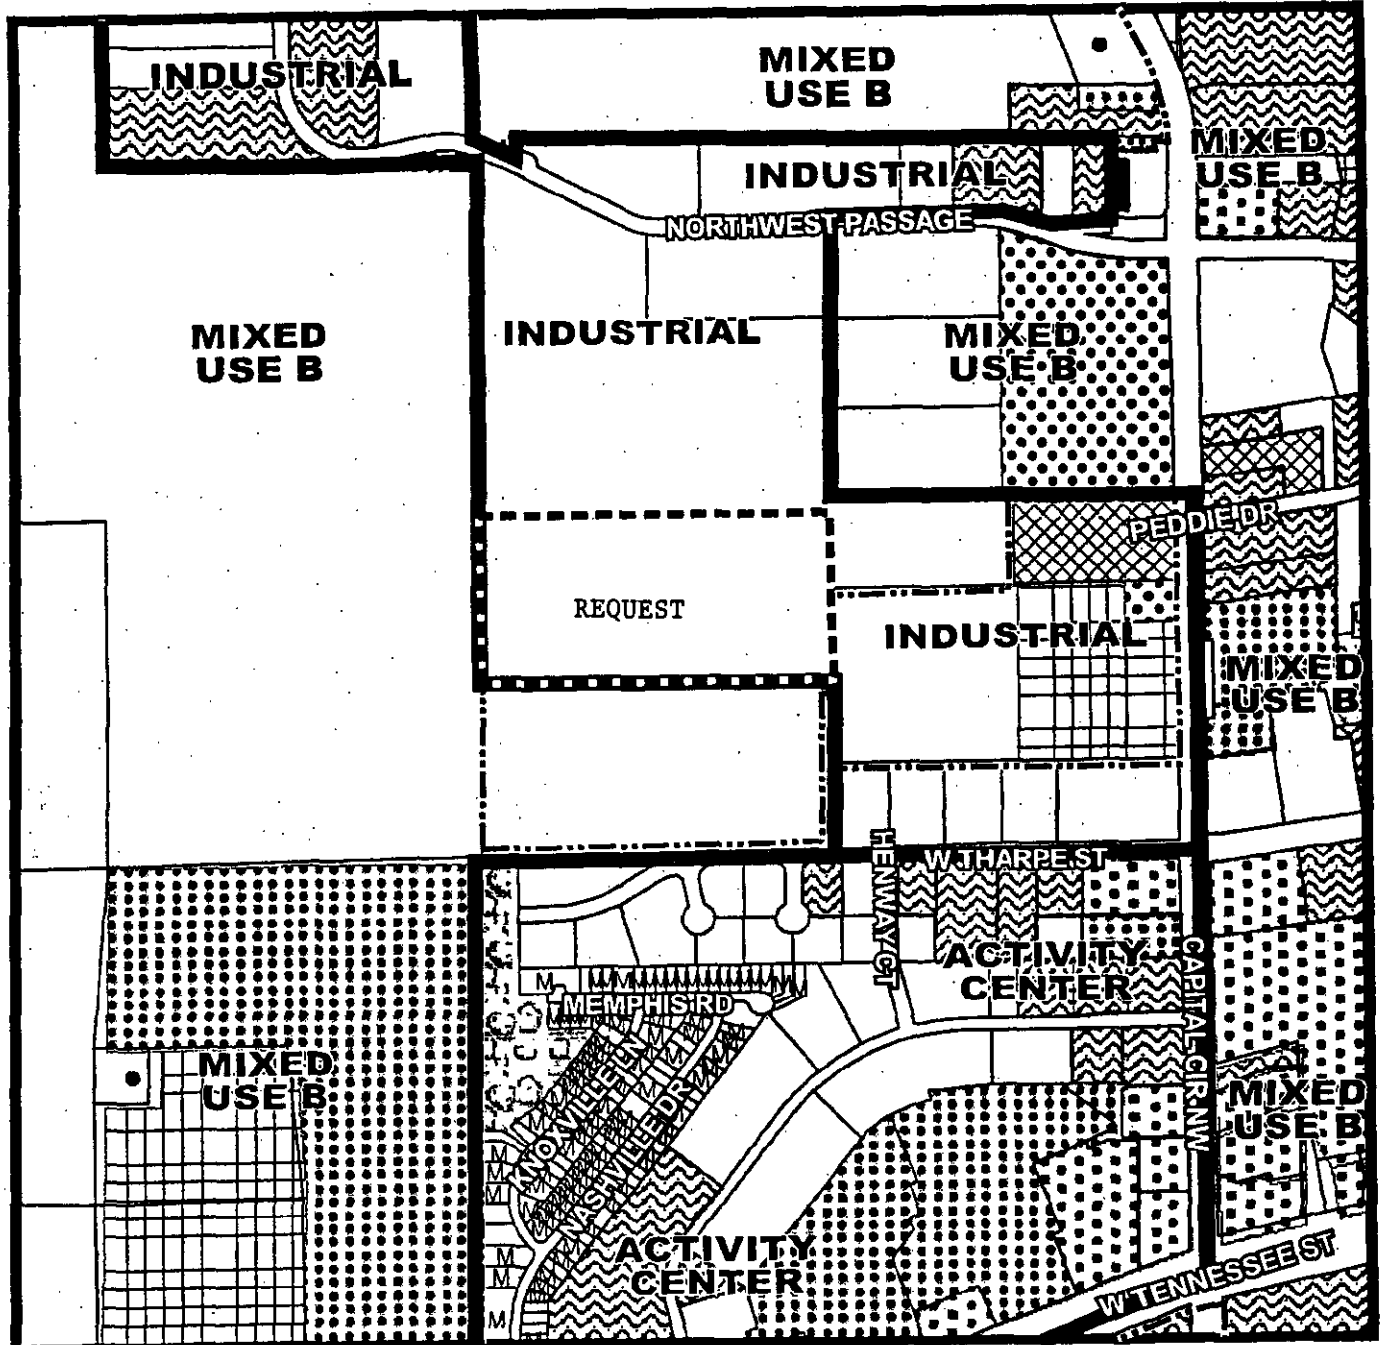 INDUSTRIAL
MIXED
USE B
INDUSTRIAL
MIXED
USE B
NORTHWEST PASSAGE
MIXED
USE B
INDUSTRIAL
MIXED
USE B
PEDDIE DR
REQUEST
INDUSTRIAL
MIXED
USE B
HENWAY CT
W THARPE ST
ACTIVITY
CENTER
CAPITAL CIR NW
M
M
M
M
M
MEMPHIS RD
KNOXVILLE LN
NASHVILLE DR
MIXED
USE B
MIXED
USE B
M
M
M
M
M
M
ACTIVITY
CENTER
W TENNESSEE ST